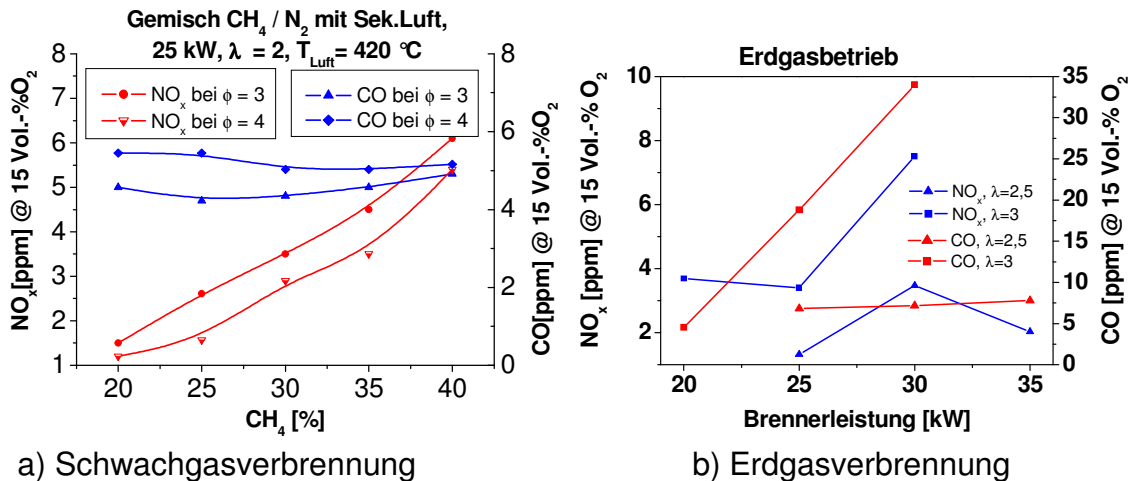 Gemisch CH4 / N2 mit Sek.Luft,
25 kW, λ = 2, TLuft= 420 °C
8
7
6
5
4
3
2
1
NOx[ppm] @ 15 Vol.-%O2
NOx bei ϕ = 3
NOx bei ϕ = 4
CO bei ϕ = 3
CO bei ϕ = 4
8
6
4
2
0
CO[ppm] @ 15 Vol.-%O2
20 25 30 35 40
CH4 [%]
a) Schwachgasverbrennung
Erdgasbetrieb
10
8
6
4
2
NOx [ppm] @ 15 Vol.-% O2
NOx, λ=2,5
NOx, λ=3
CO, λ=2,5
CO, λ=3
35
30
25
20
15
10
5
0
CO [ppm] @ 15 Vol.-% O2
20 25 30 35
Brennerleistung [kW]
b) Erdgasverbrennung